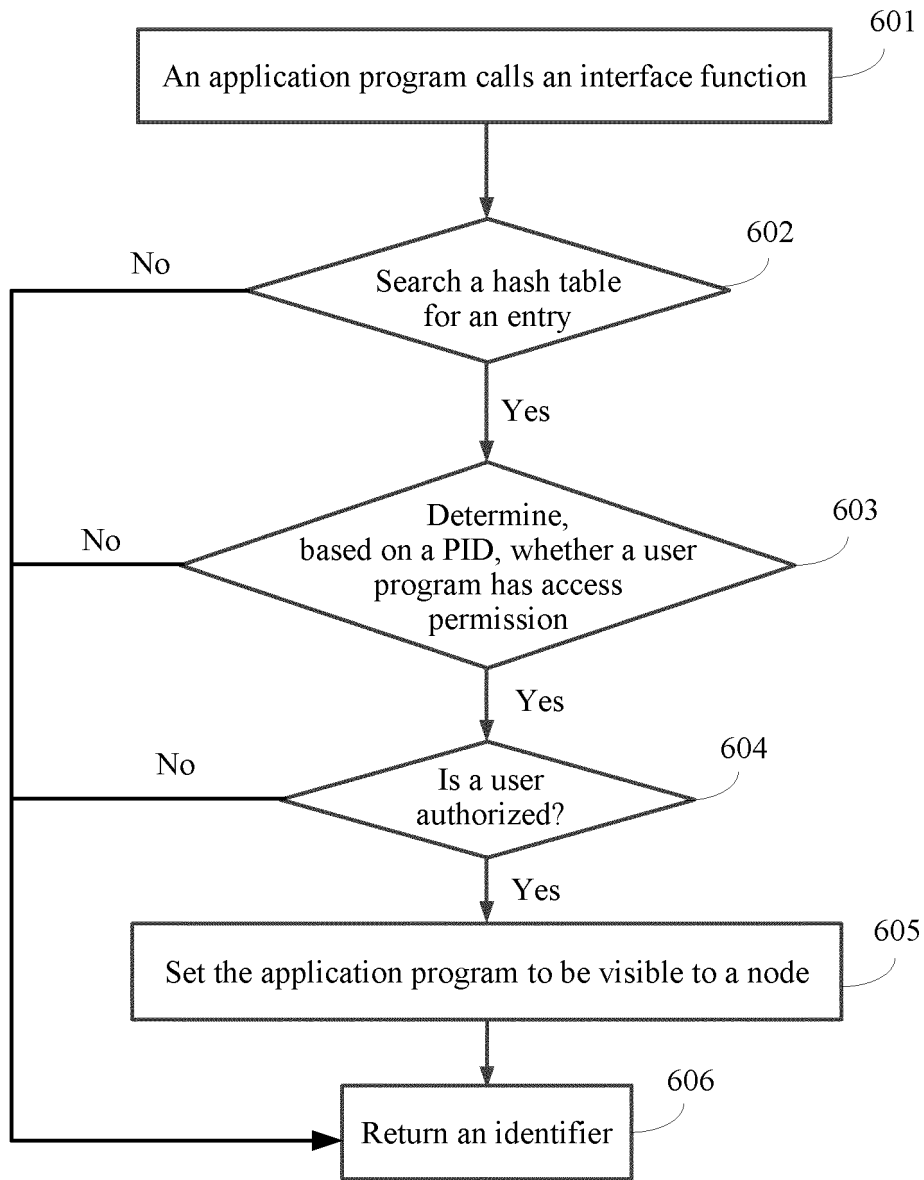 601
An application program calls an interface function
602
No
Search a hash table
for an entry
Yes
603
Determine,
No
based on a PID, whether a user
program has access
permission
Yes
604
No
Is a user
authorized?
Yes
605
Set the application program to be visible to a node
606
Return an identifier